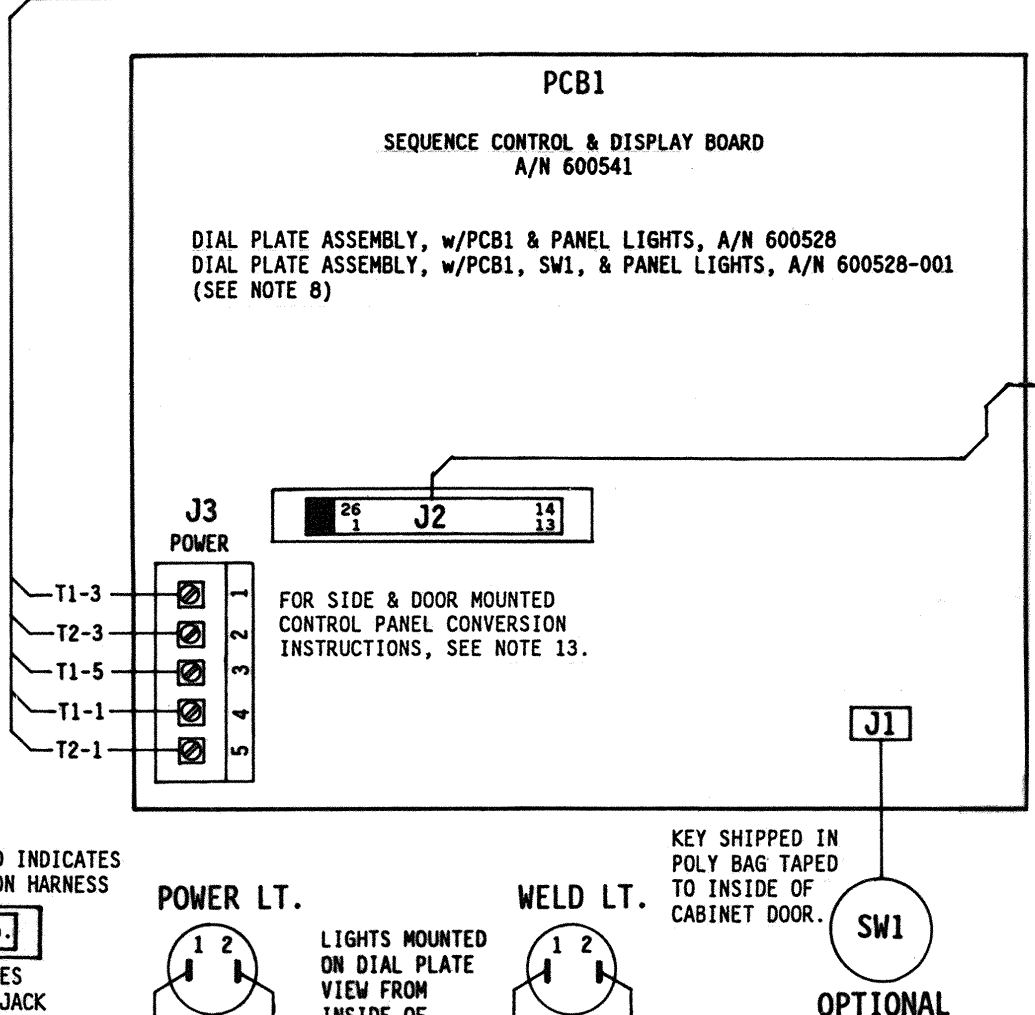 PCB1
SEQUENCE CONTROL & DISPLAY BOARD
A/N 600541
DIAL PLATE ASSEMBLY, w/PCB1 & PANEL LIGHTS, A/N 600528
DIAL PLATE ASSEMBLY, w/PCB1, SW1, & PANEL LIGHTS, A/N 600528-001
(SEE NOTE 8)
J3
POWER
26 14
J2
1 13
T1-3 1
T2-3 2
T1-5 3
T1-1 4
T2-1 5
FOR SIDE & DOOR MOUNTED
CONTROL PANEL CONVERSION
INSTRUCTIONS, SEE NOTE 13.
J1
KEY SHIPPED IN
POLY BAG TAPED
TO INSIDE OF
CABINET DOOR.
SW1
OPTIONAL
INDICATES
ON HARNESS
ES
JACK
POWER LT.
1 2
LIGHTS MOUNTED
ON DIAL PLATE
VIEW FROM
INSIDE OF
WELD LT.
1 2